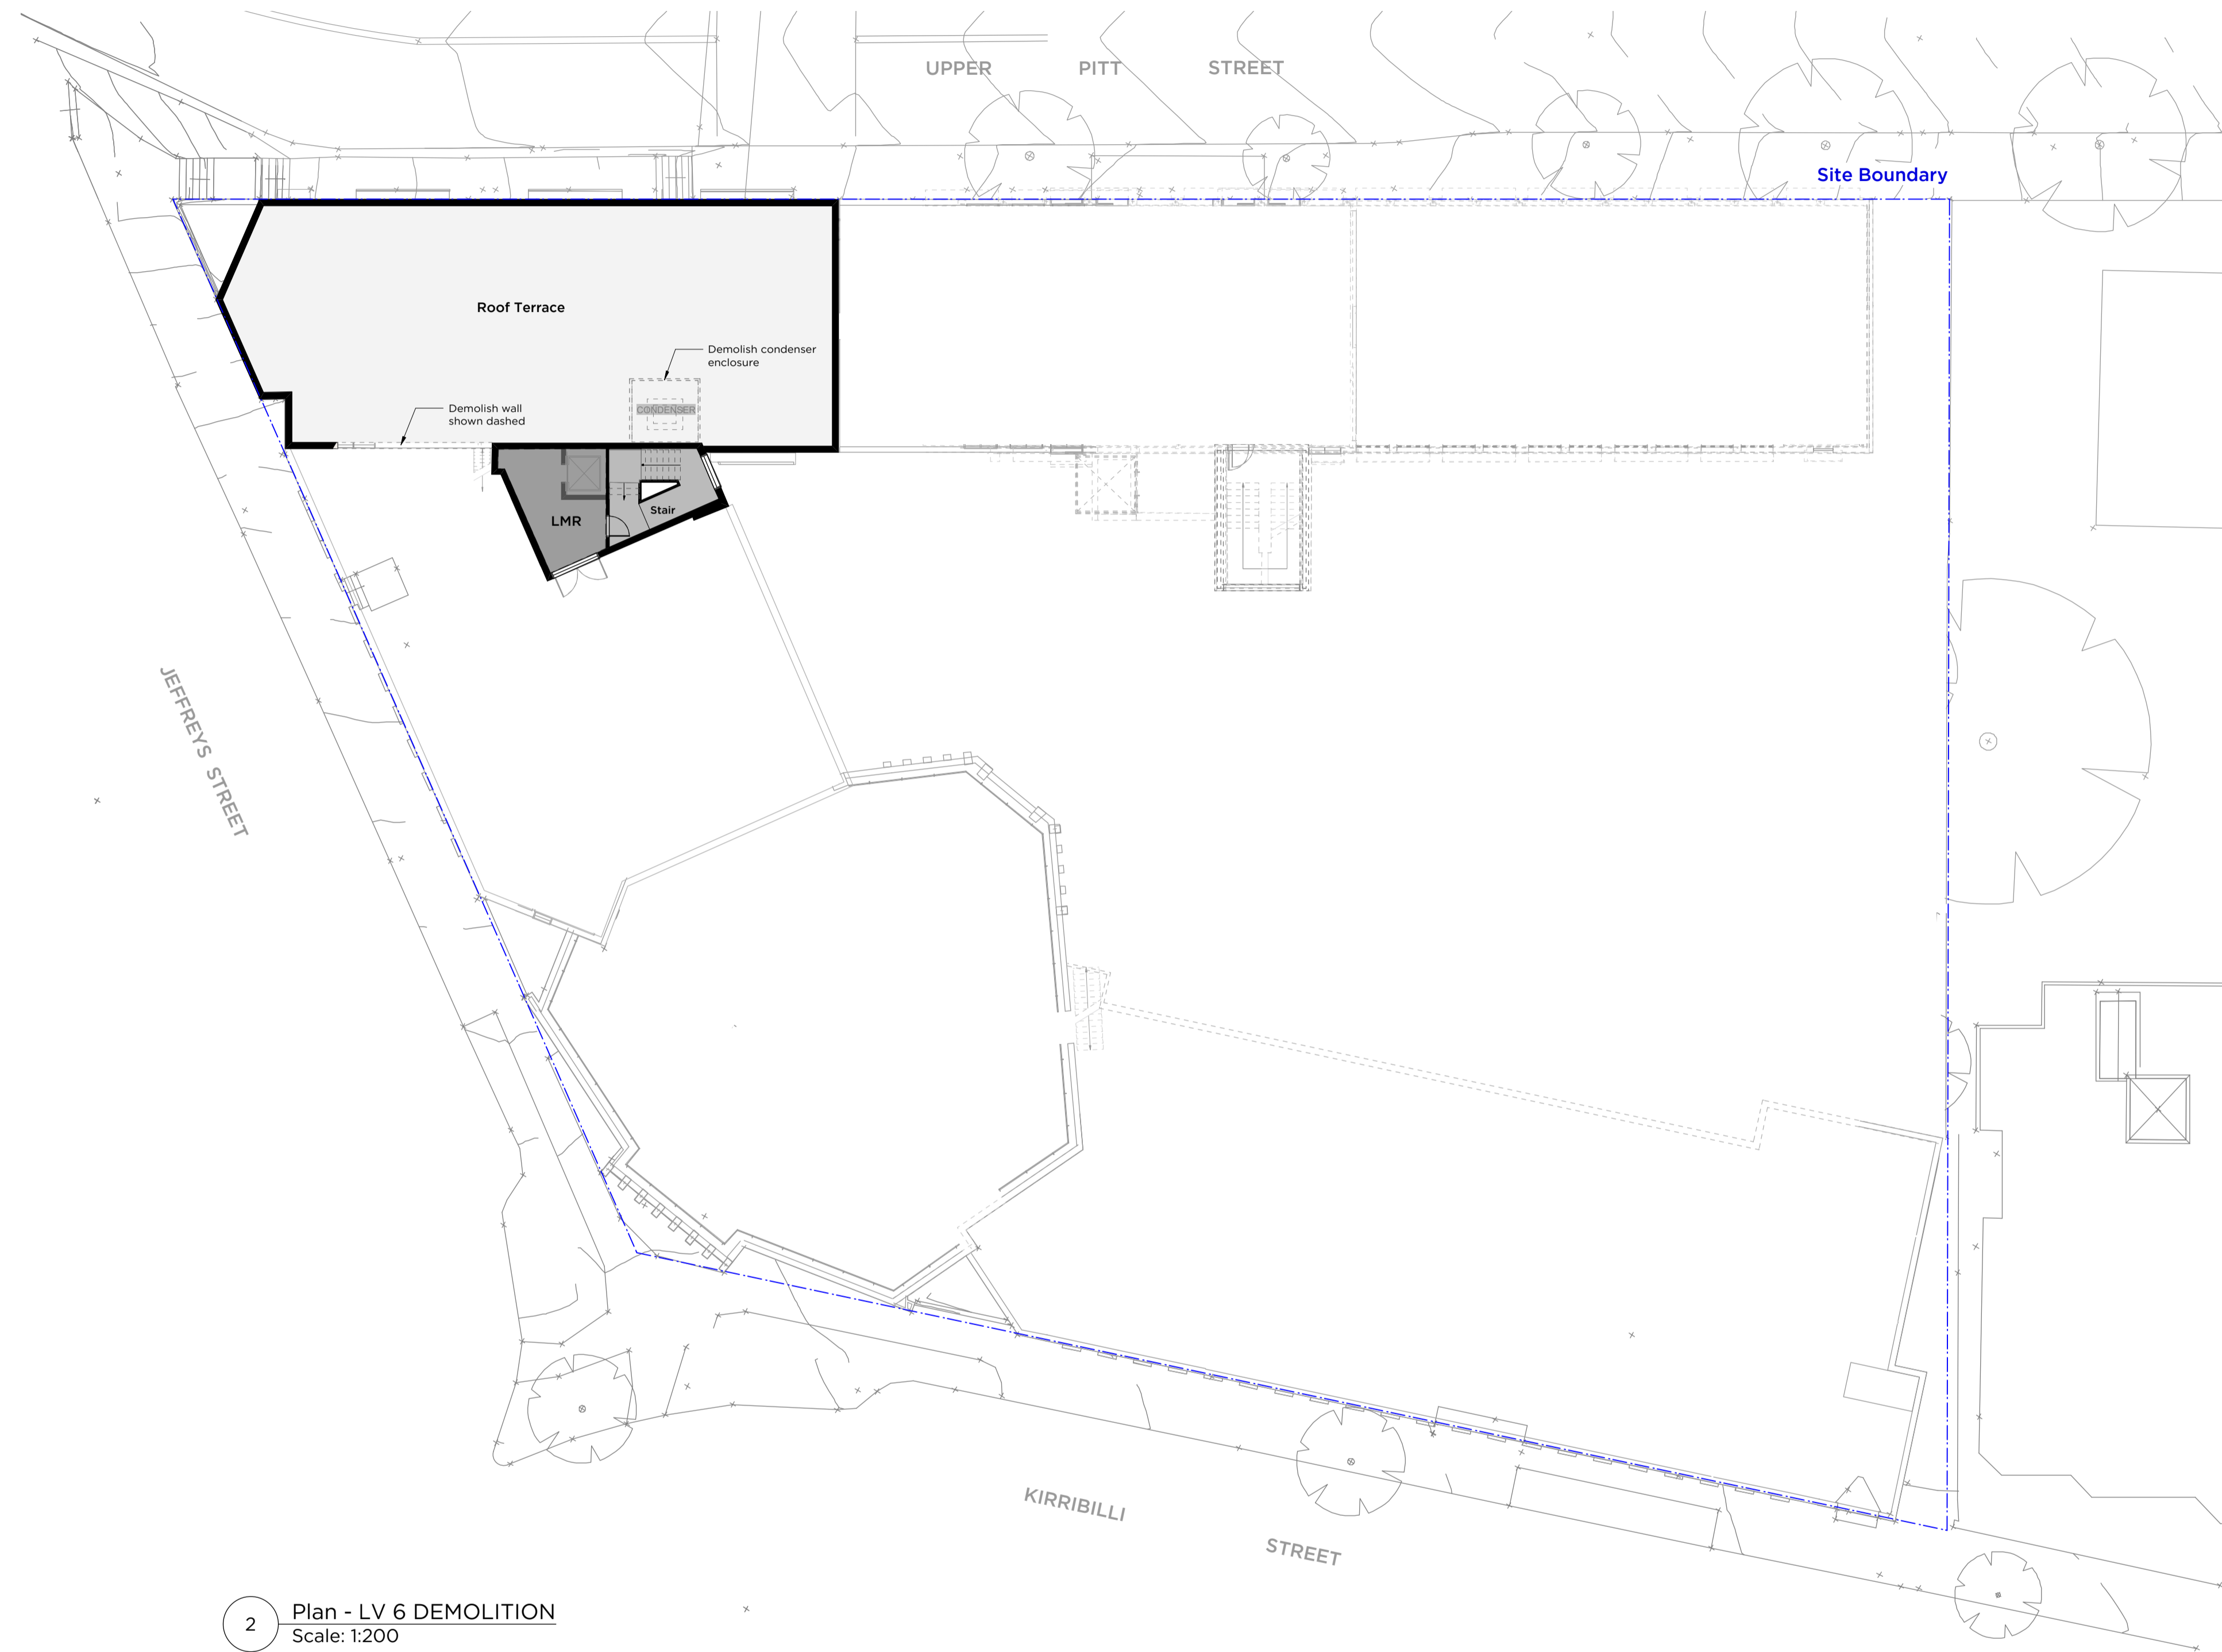 UPPER PITT STREET
Site Boundary
Roof Terrace
Demolish condenser
enclosure
CONDENSER
Demolish wall
shown dashed
LMR
Stair
JEFFREYS STREET
KIRRIBILLI
STREET
2
Plan - LV 6 DEMOLITION
Scale: 1:200